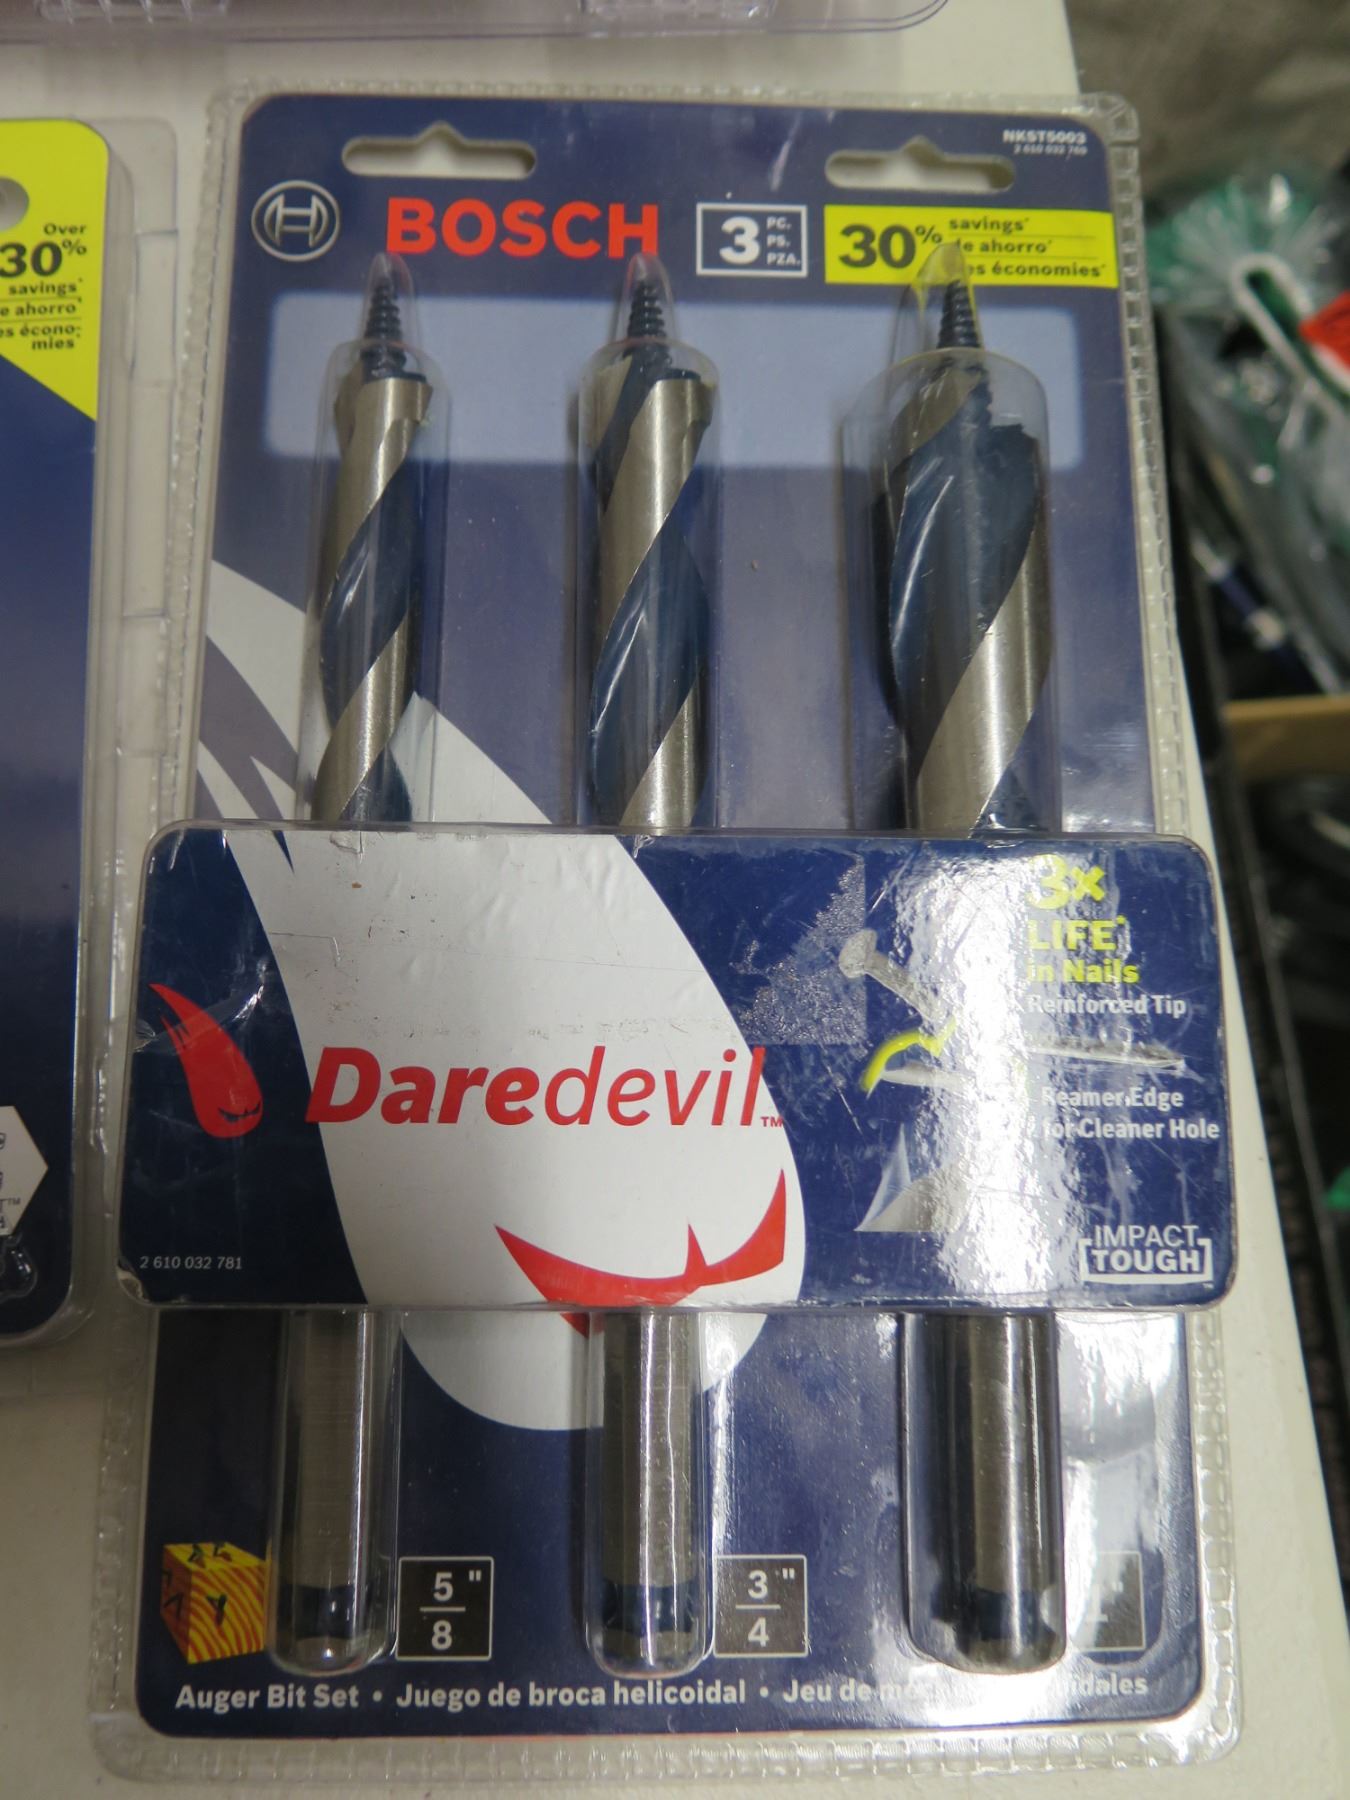 NKST5003
BOSCH
3 PC.
PS.
PZA.
30% savings*
de ahorro*
es économies*
Over
30%
savings*
e ahorro*
es écono-
mies*
3x
LIFE*
in Nails
Reinforced Tip
Reamer Edge
for Cleaner Hole
Daredevil™
IMPACT
TOUGH
2 610 032 781
5"
8
3"
4
1"
Auger Bit Set • Juego de broca helicoidal • Jeu de